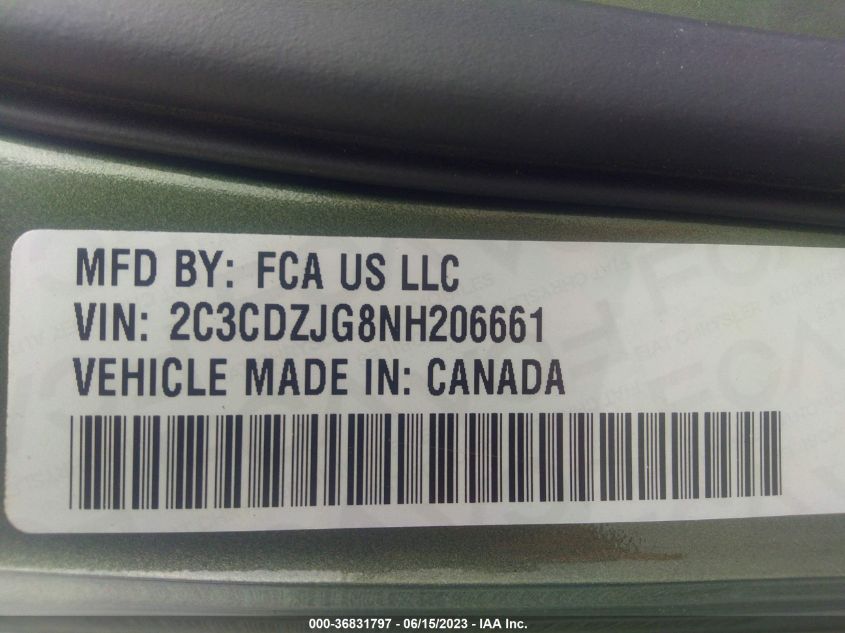 MFD BY: FCA US LLC
VIN: 2C3CDZJG8NH206661
VEHICLE MADE IN: CANADA
000-36831797 - 06/15/2023 - IAA Inc.